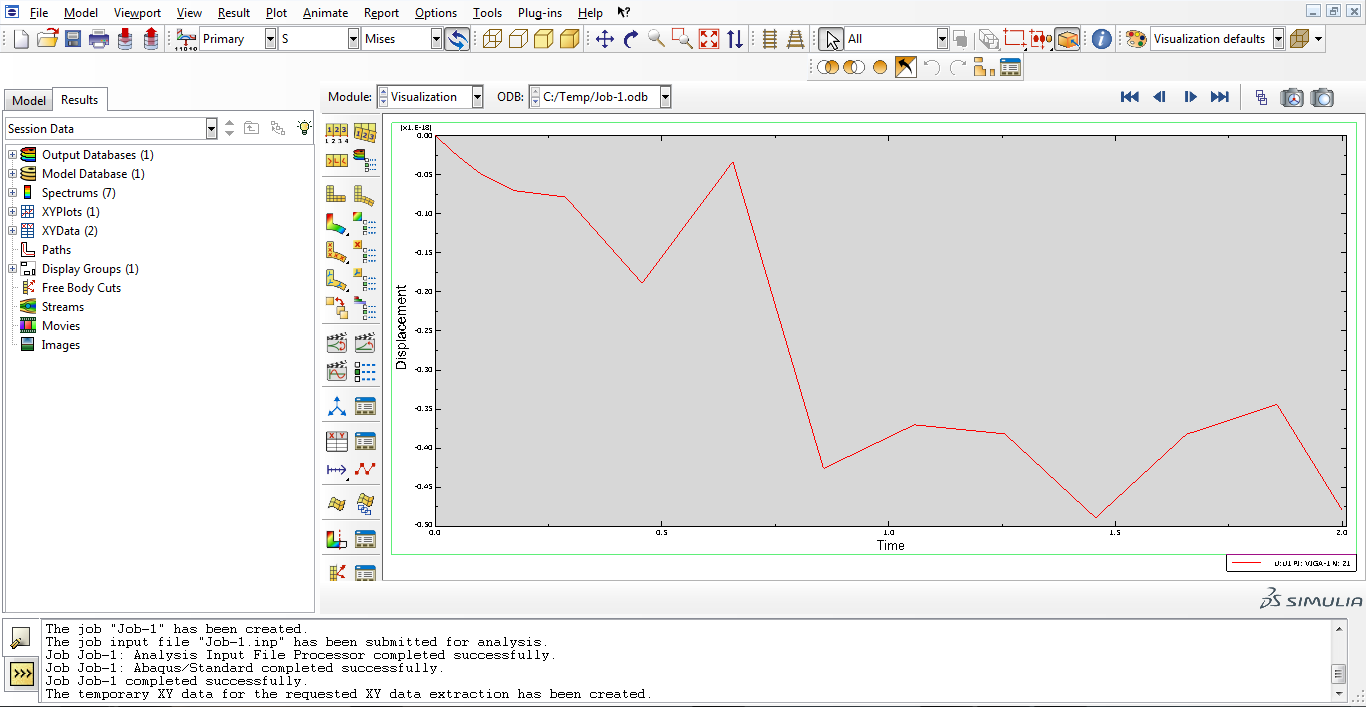 File Model Viewport View Result Plot Animate Report Options Tools Plug-ins Help
Primary S Mises All Visualization defaults
Model Results Module: Visualization ODB: C:/Temp/Job-1.odb
Session Data
Output Databases (1)
Model Database (1)
Spectrums (7)
XYPlots (1)
XYData (2)
Paths
Display Groups (1)
Free Body Cuts
Streams
Movies
Images
[x1.E-18]
0.00
-0.05
-0.10
-0.15
-0.20
-0.25
-0.30
-0.35
-0.40
-0.45
-0.50
Displacement
0.0 0.5 1.0 1.5 2.0
Time
U:U1 PI: VIGA-1 N: 21
SIMULIA
The job "Job-1" has been created.
The job input file "Job-1.inp" has been submitted for analysis.
Job Job-1: Analysis Input File Processor completed successfully.
Job Job-1: Abaqus/Standard completed successfully.
Job Job-1 completed successfully.
The temporary XY data for the requested XY data extraction has been created.